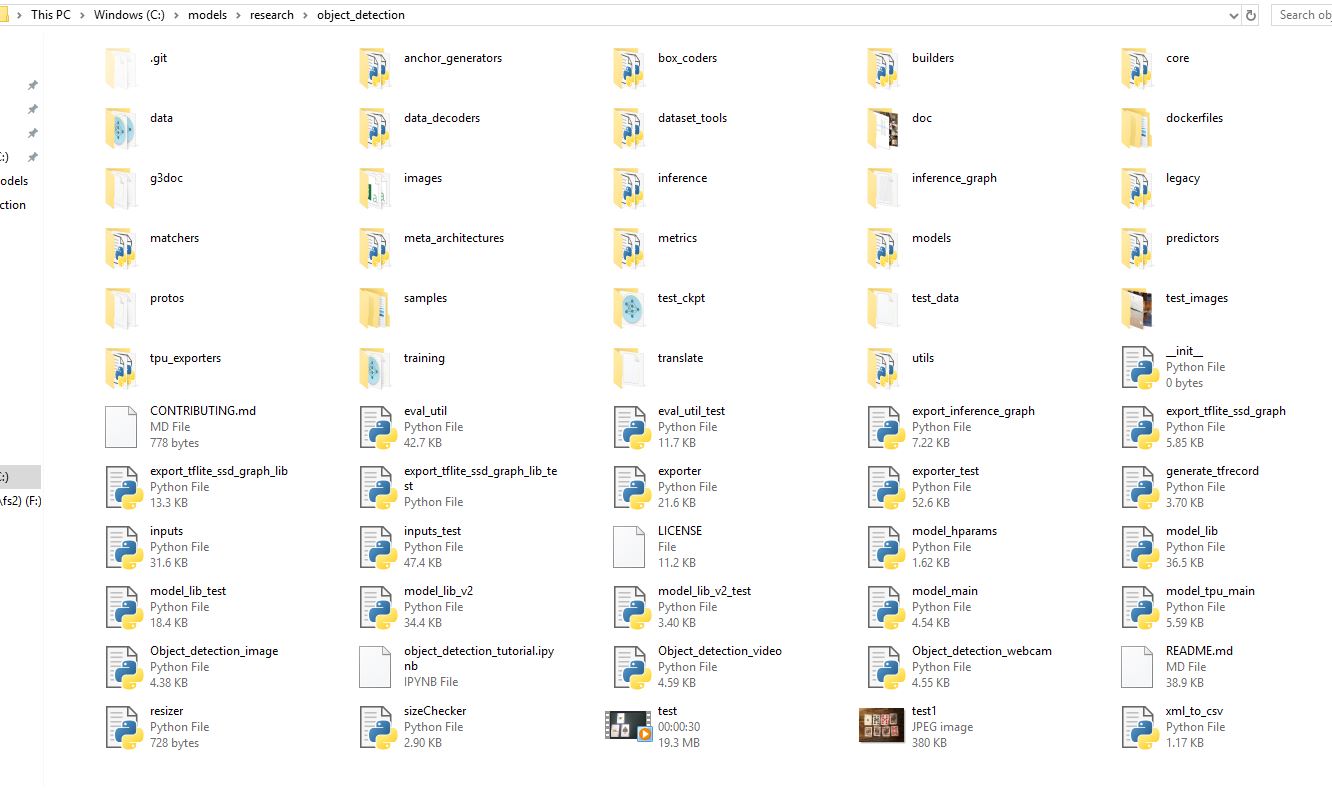 This PC > Windows (C:) > models > research > object_detection
Search ob
.git
anchor_generators
box_coders
builders
core
data
data_decoders
dataset_tools
doc
dockerfiles
:)
odels
g3doc
images
inference
inference_graph
legacy
ction
matchers
meta_architectures
metrics
models
predictors
protos
samples
test_ckpt
test_data
test_images
tpu_exporters
training
translate
utils
__init__
Python File
0 bytes
CONTRIBUTING.md
MD File
778 bytes
eval_util
Python File
42.7 KB
eval_util_test
Python File
11.7 KB
export_inference_graph
Python File
7.22 KB
export_tflite_ssd_graph
Python File
5.85 KB
:)
\fs2) (F:)
export_tflite_ssd_graph_lib
Python File
13.3 KB
export_tflite_ssd_graph_lib_te
st
Python File
exporter
Python File
21.6 KB
exporter_test
Python File
52.6 KB
generate_tfrecord
Python File
3.70 KB
inputs
Python File
31.6 KB
inputs_test
Python File
47.4 KB
LICENSE
File
11.2 KB
model_hparams
Python File
1.62 KB
model_lib
Python File
36.5 KB
model_lib_test
Python File
18.4 KB
model_lib_v2
Python File
34.4 KB
model_lib_v2_test
Python File
3.40 KB
model_main
Python File
4.54 KB
model_tpu_main
Python File
5.59 KB
Object_detection_image
Python File
4.38 KB
object_detection_tutorial.ipy
nb
IPYNB File
Object_detection_video
Python File
4.59 KB
Object_detection_webcam
Python File
4.55 KB
README.md
MD File
38.9 KB
resizer
Python File
728 bytes
sizeChecker
Python File
2.90 KB
test
00:00:30
19.3 MB
test1
JPEG image
380 KB
xml_to_csv
Python File
1.17 KB